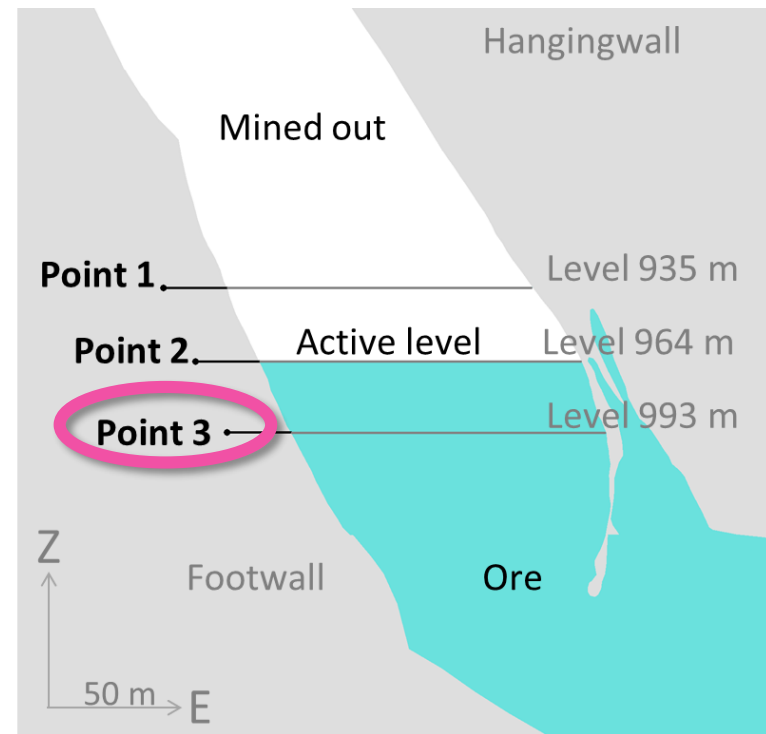 Hangingwall
Mined out
Point 1
Level 935 m
Point 2
Active level
Level 964 m
Point 3
Level 993 m
Z
Footwall
Ore
50 m
E